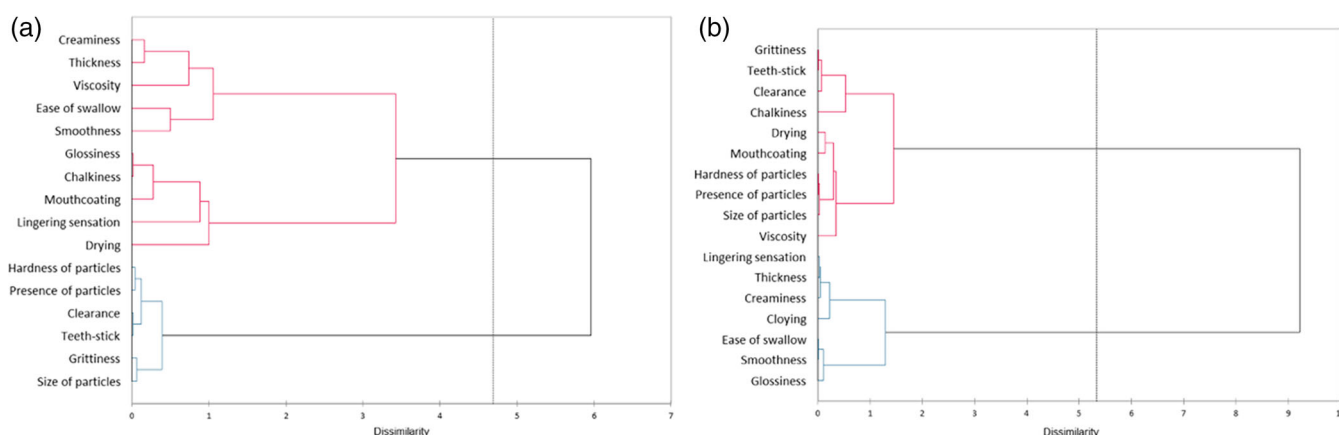 (a)
Creaminess
Thickness
Viscosity
Ease of swallow
Smoothness
Glossiness
Chalkiness
Mouthcoating
Lingering sensation
Drying
Hardness of particles
Presence of particles
Clearance
Teeth-stick
Grittiness
Size of particles
0 1 2 3 4 5 6 7
Dissimilarity
(b)
Grittiness
Teeth-stick
Clearance
Chalkiness
Drying
Mouthcoating
Hardness of particles
Presence of particles
Size of particles
Viscosity
Lingering sensation
Thickness
Creaminess
Cloying
Ease of swallow
Smoothness
Glossiness
0 1 2 3 4 5 6 7 8 9
Dissimilarity